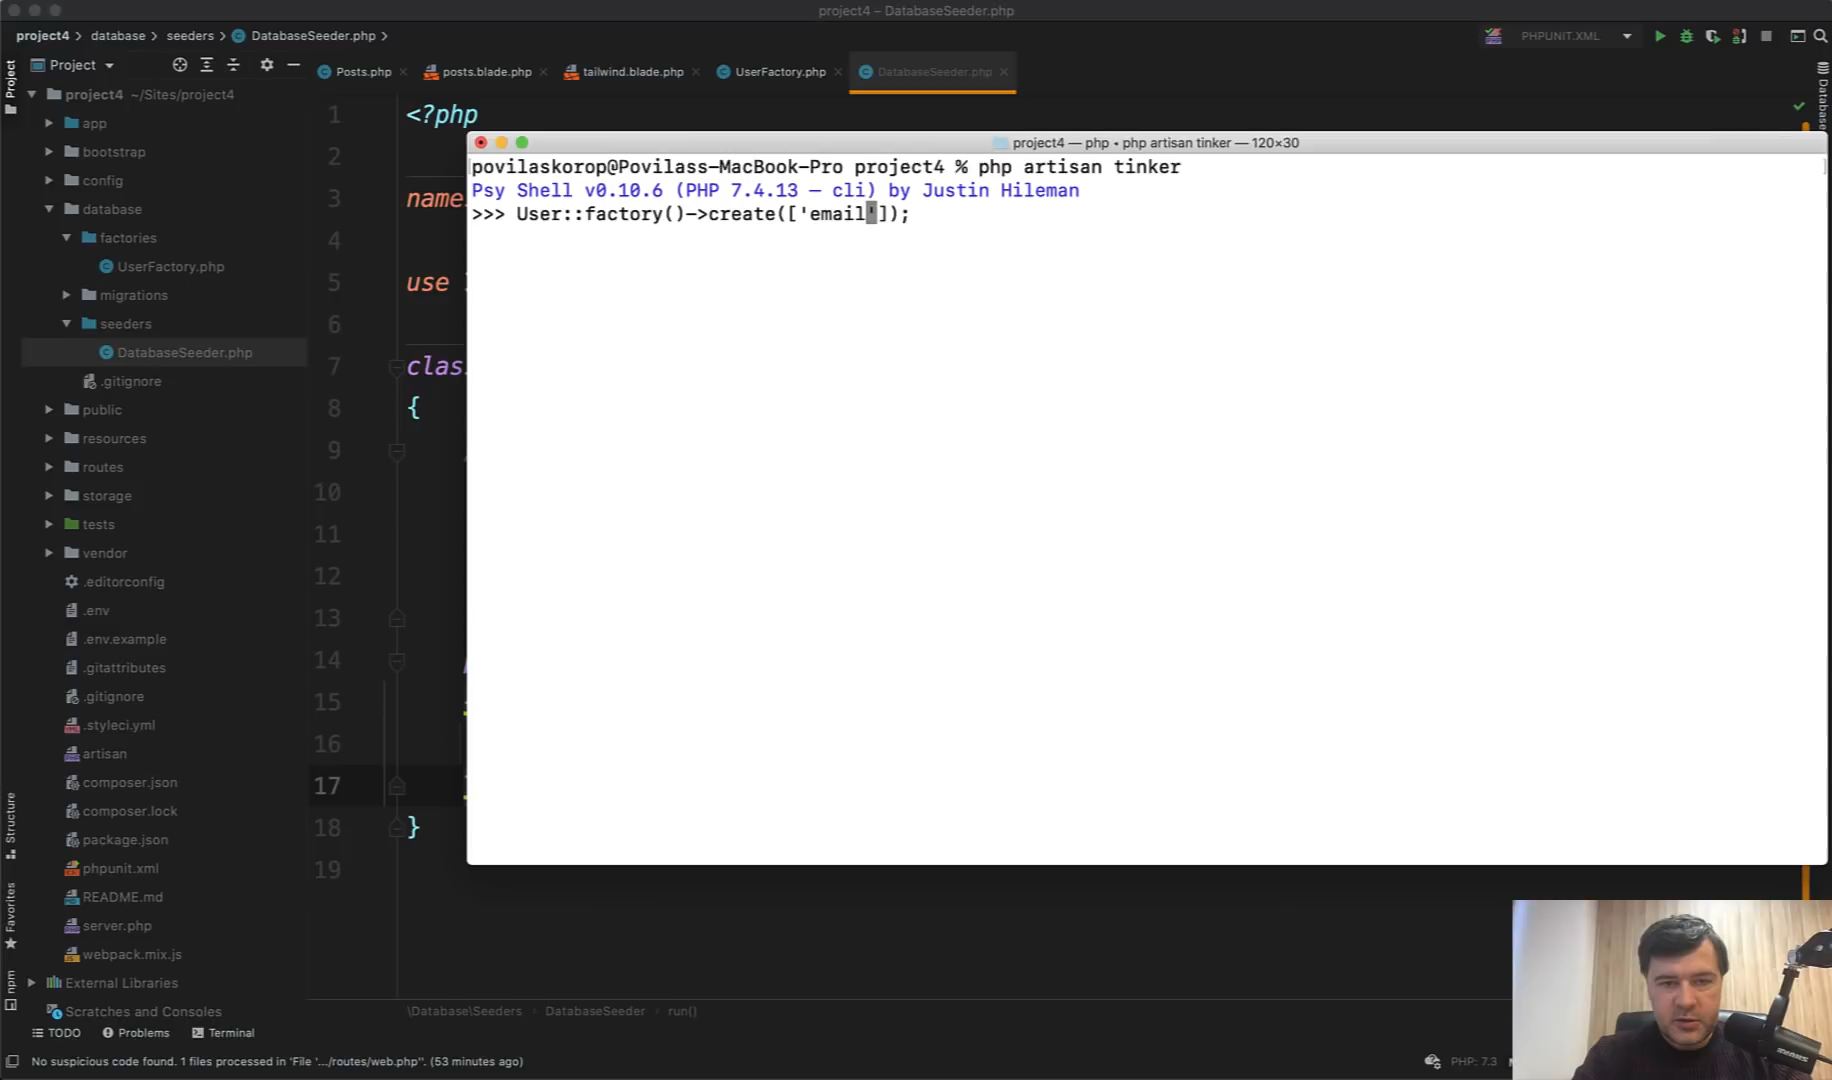 project4 – DatabaseSeeder.php
project4 > database > seeders > DatabaseSeeder.php >
PHPUNIT.XML
Project
Project
Posts.php
posts.blade.php
tailwind.blade.php
UserFactory.php
DatabaseSeeder.php
Database
project4 ~/Sites/project4
app
bootstrap
config
database
factories
UserFactory.php
migrations
seeders
DatabaseSeeder.php
.gitignore
public
resources
routes
storage
tests
vendor
.editorconfig
.env
.env.example
.gitattributes
.gitignore
.styleci.yml
artisan
composer.json
composer.lock
package.json
phpunit.xml
README.md
server.php
webpack.mix.js
External Libraries
Scratches and Consoles
Structure
Favorites
npm
1 <?php
2
3 name
4
5 use
6
7 clas
8 {
9
10
11
12
13
14
15
16
17
18 }
19
project4 — php • php artisan tinker — 120×30
povilaskorop@Povilass-MacBook-Pro project4 % php artisan tinker
Psy Shell v0.10.6 (PHP 7.4.13 — cli) by Justin Hileman
>>> User::factory()->create(['email']);
\Database\Seeders > DatabaseSeeder > run()
TODO
Problems
Terminal
No suspicious code found. 1 files processed in 'File '.../routes/web.php''. (53 minutes ago)
PHP: 7.3